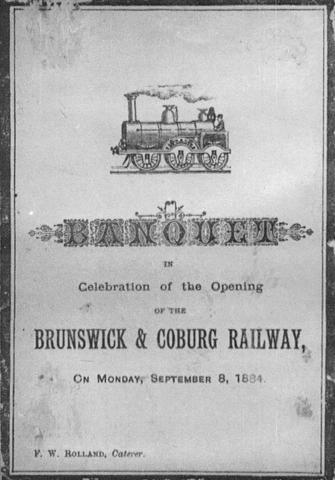 BANQUET
IN
Celebration of the Opening
OF THE
BRUNSWICK & COBURG RAILWAY,
ON MONDAY, SEPTEMBER 8, 1884.
F. W. ROLLAND, Caterer.